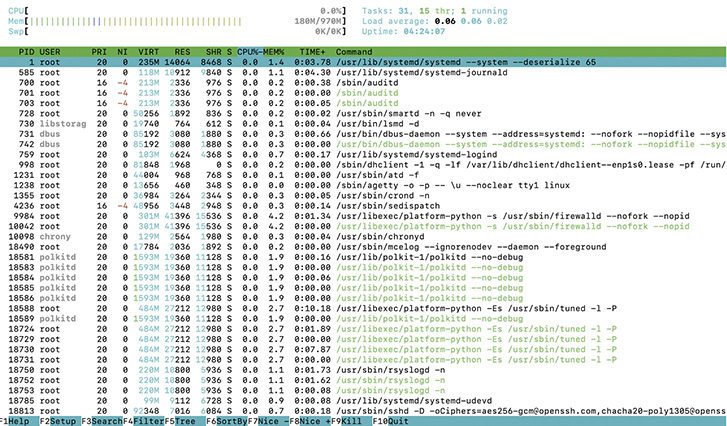 CPU[ 0.0%] Tasks: 31, 15 thr; 1 running
Mem[||||||||||||||||||||||||||||||||||||||||| 180M/970M] Load average: 0.06 0.06 0.02
Swp[ 0K/0K] Uptime: 04:24:07
PID USER PRI NI VIRT RES SHR S CPU%-MEM% TIME+ Command
1 root 20 0 235M 14064 8468 S 0.0 1.4 0:03.78 /usr/lib/systemd/systemd --system --deserialize 65
585 root 20 0 118M 10912 9840 S 0.0 1.1 0:04.30 /usr/lib/systemd/systemd-journald
700 root 16 -4 213M 2336 976 S 0.0 0.2 0:00.38 /sbin/auditd
701 root 16 -4 213M 2336 976 S 0.0 0.2 0:00.00 /sbin/auditd
703 root 16 -4 213M 2336 976 S 0.0 0.2 0:00.06 /sbin/auditd
728 root 20 0 50256 1892 836 S 0.0 0.2 0:00.02 /usr/sbin/smartd -n -q never
730 libstorag 20 0 19740 764 612 S 0.0 0.1 0:00.04 /usr/bin/lsmd -d
731 dbus 20 0 85192 3080 1880 S 0.0 0.3 0:00.66 /usr/bin/dbus-daemon --system --address=systemd: --nofork --nopidfile --sys
742 dbus 20 0 85192 3080 1880 S 0.0 0.3 0:00.00 /usr/bin/dbus-daemon --system --address=systemd: --nofork --nopidfile --sys
759 root 20 0 103M 6624 4368 S 0.0 0.7 0:00.17 /usr/lib/systemd/systemd-logind
998 root 20 0 81848 1968 0 S 0.0 0.2 0:00.00 /sbin/dhclient -1 -q -lf /var/lib/dhclient/dhclient--enp1s0.lease -pf /run/
1231 root 20 0 44004 968 768 S 0.0 0.1 0:00.00 /usr/sbin/atd -f
1238 root 20 0 13656 460 348 S 0.0 0.0 0:00.00 /sbin/agetty -o -p -- \u --noclear tty1 linux
1355 root 20 0 36984 3264 2344 S 0.0 0.3 0:00.05 /usr/sbin/crond -n
4236 root 16 -4 48956 3448 2948 S 0.0 0.3 0:00.14 /usr/sbin/sedispatch
9984 root 20 0 301M 41396 15536 S 0.0 4.2 0:01.34 /usr/libexec/platform-python -s /usr/sbin/firewalld --nofork --nopid
10042 root 20 0 301M 41396 15536 S 0.0 4.2 0:00.00 /usr/libexec/platform-python -s /usr/sbin/firewalld --nofork --nopid
10098 chrony 20 0 129M 2564 1980 S 0.0 0.3 0:00.04 /usr/sbin/chronyd
18490 root 20 0 17784 2036 1892 S 0.0 0.2 0:00.00 /usr/sbin/mcelog --ignorenodev --daemon --foreground
18581 polkitd 20 0 1593M 19360 1128 S 0.0 1.9 0:00.16 /usr/lib/polkit-1/polkitd --no-debug
18583 polkitd 20 0 1593M 19360 1128 S 0.0 1.9 0:00.00 /usr/lib/polkit-1/polkitd --no-debug
18584 polkitd 20 0 1593M 19360 1128 S 0.0 1.9 0:00.00 /usr/lib/polkit-1/polkitd --no-debug
18585 polkitd 20 0 1593M 19360 1128 S 0.0 1.9 0:00.00 /usr/lib/polkit-1/polkitd --no-debug
18586 polkitd 20 0 1593M 19360 1128 S 0.0 1.9 0:00.00 /usr/lib/polkit-1/polkitd --no-debug
18588 root 20 0 484M 27212 12980 S 0.0 2.7 0:10.18 /usr/libexec/platform-python -Es /usr/sbin/tuned -l -P
18589 polkitd 20 0 1593M 19360 1128 S 0.0 1.9 0:00.00 /usr/lib/polkit-1/polkitd --no-debug
18724 root 20 0 484M 27212 12980 S 0.0 2.7 0:01.89 /usr/libexec/platform-python -Es /usr/sbin/tuned -l -P
18729 root 20 0 484M 27212 12980 S 0.0 2.7 0:00.00 /usr/libexec/platform-python -Es /usr/sbin/tuned -l -P
18730 root 20 0 484M 27212 12980 S 0.0 2.7 0:07.87 /usr/libexec/platform-python -Es /usr/sbin/tuned -l -P
18731 root 20 0 484M 27212 12980 S 0.0 2.7 0:00.00 /usr/libexec/platform-python -Es /usr/sbin/tuned -l -P
18750 root 20 0 220M 10800 5936 S 0.0 1.1 0:01.73 /usr/sbin/rsyslogd -n
18752 root 20 0 220M 10800 5936 S 0.0 1.1 0:01.62 /usr/sbin/rsyslogd -n
18753 root 20 0 220M 10800 5936 S 0.0 1.1 0:00.08 /usr/sbin/rsyslogd -n
18785 root 20 0 99M 9112 6728 S 0.0 0.9 0:00.18 /usr/lib/systemd/systemd-udevd
18813 root 20 0 92348 7016 6084 S 0.0 0.7 0:00.18 /usr/sbin/sshd -D -oCiphers=aes256-gcm@openssh.com,chacha20-poly1305@openss
F1Help F2Setup F3SearchF4FilterF5Tree F6SortByF7Nice -F8Nice +F9Kill F10Quit